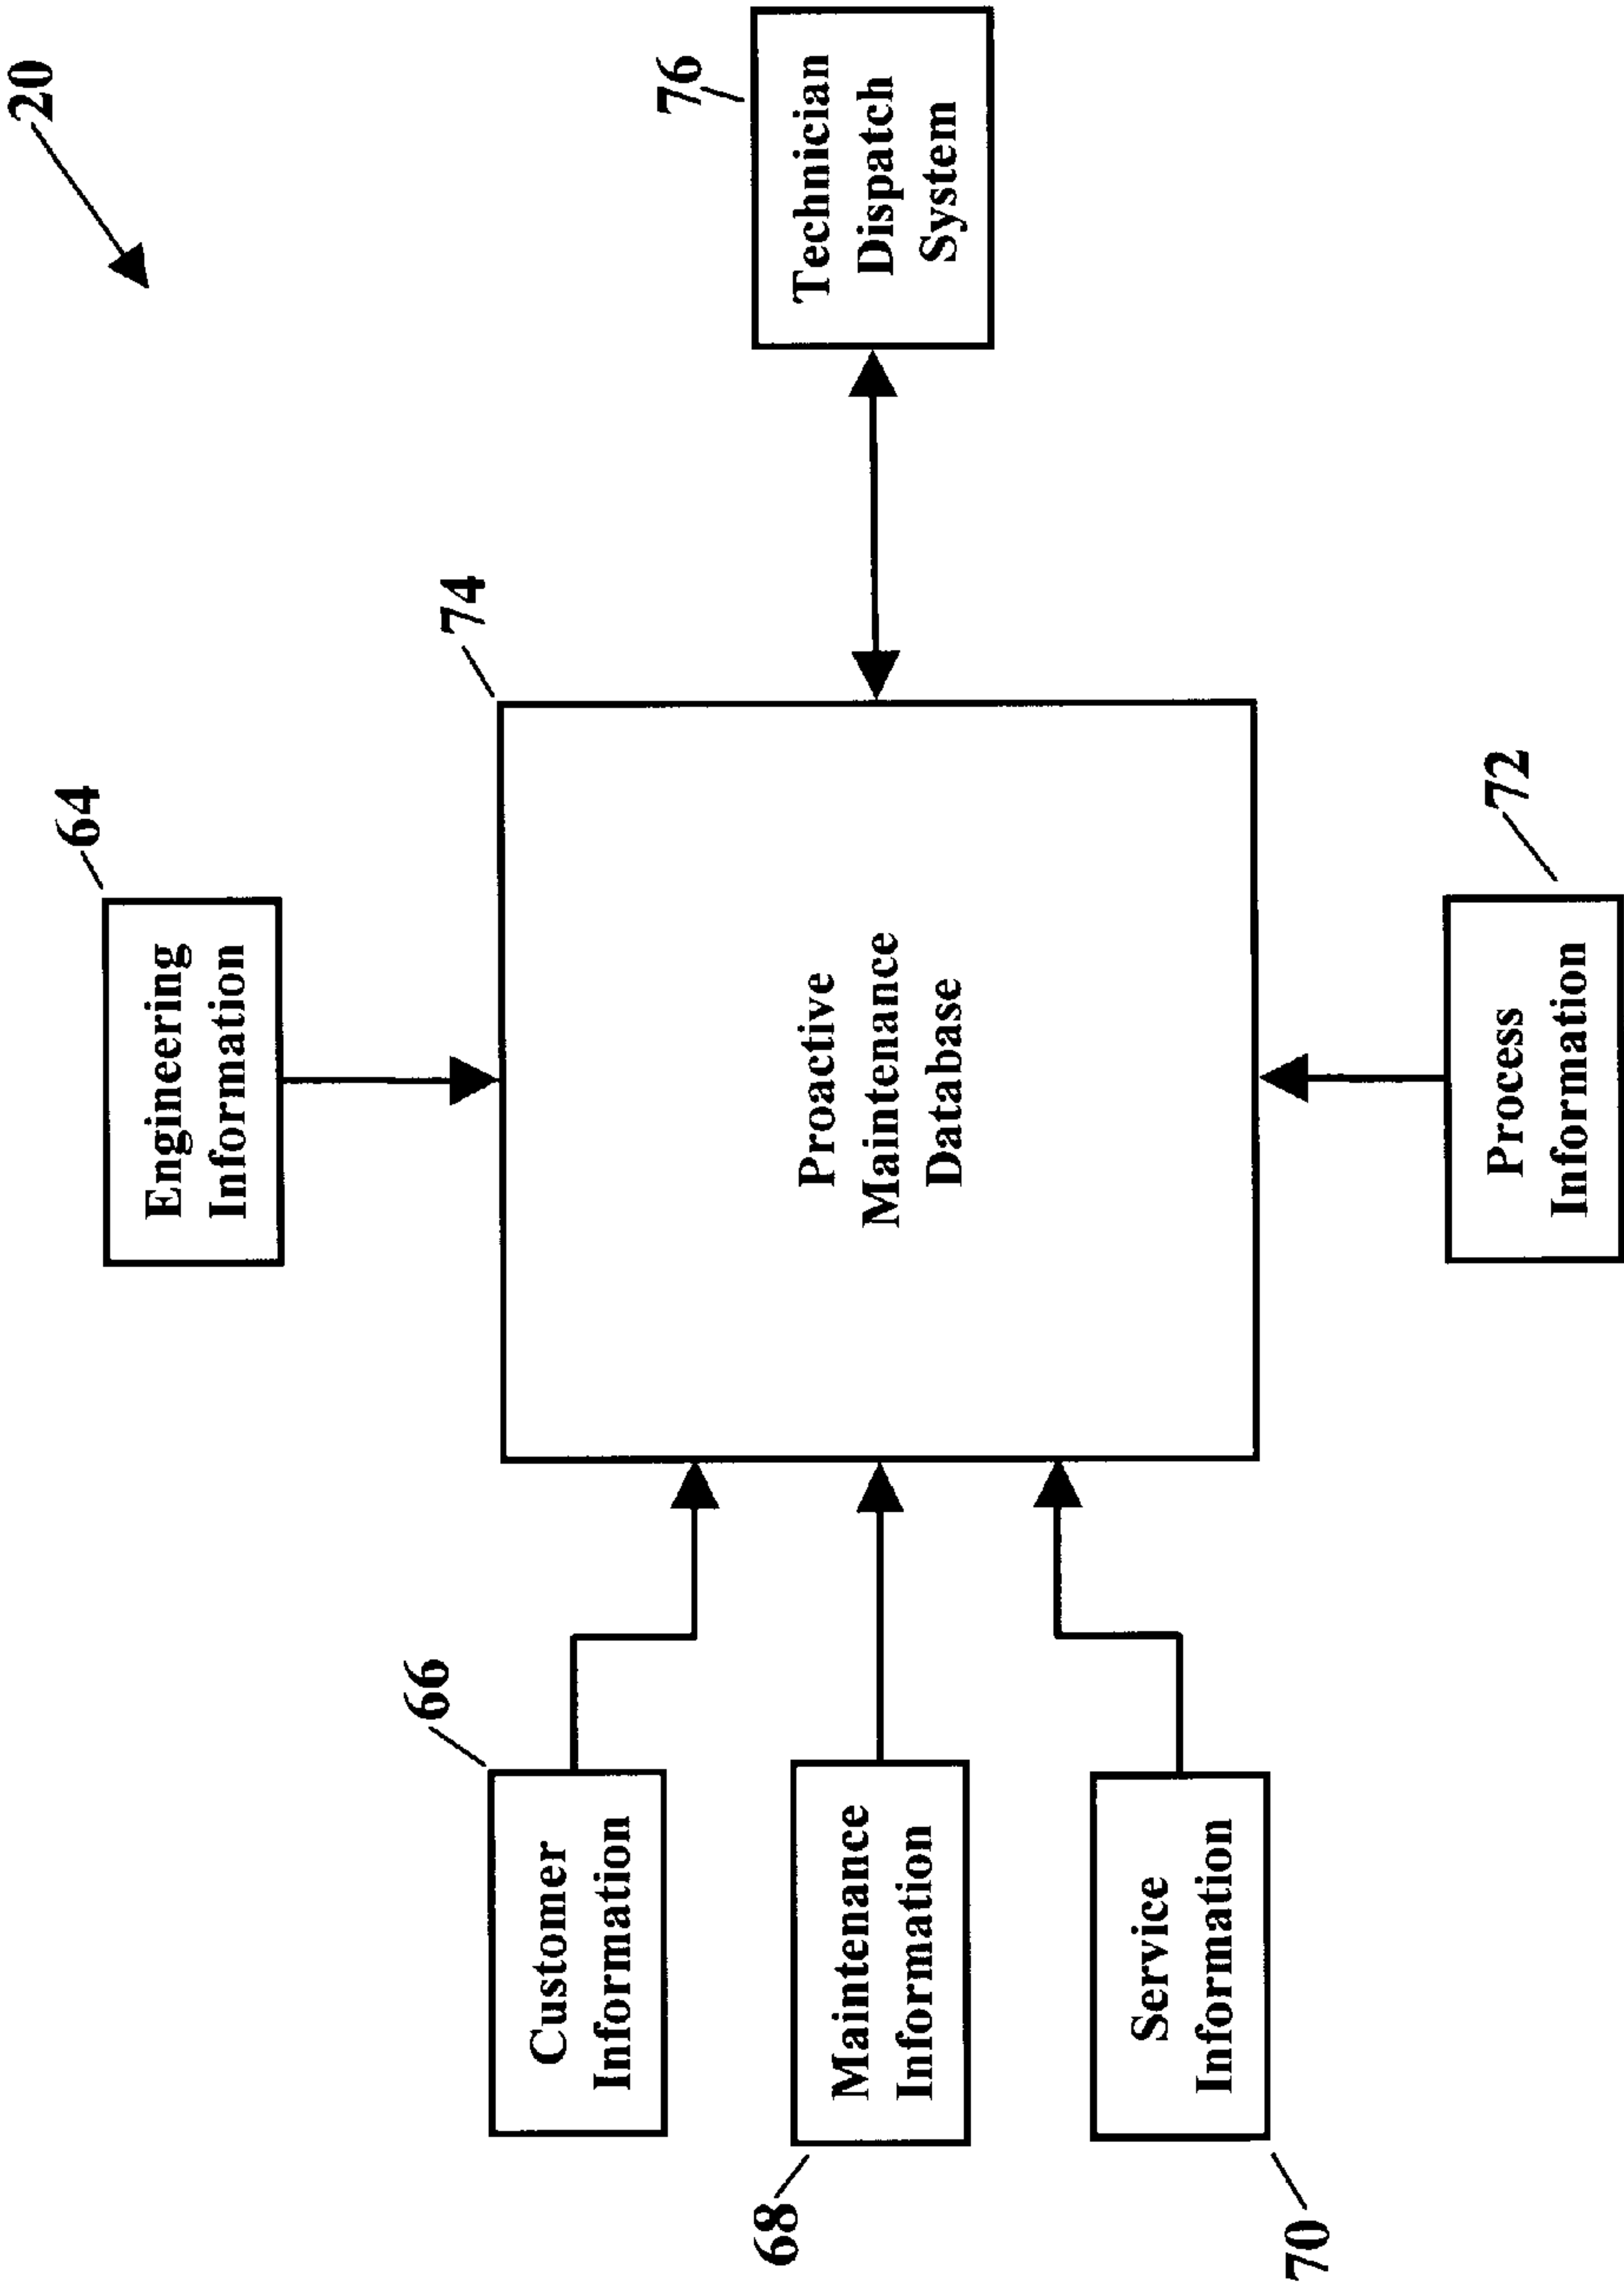 20
64
Engineering
Information
74
76
Technician
Dispatch
System
66
Customer
Information
Proactive
Maintenance
Database
68
Maintenance
Information
70
Service
Information
72
Process
Information